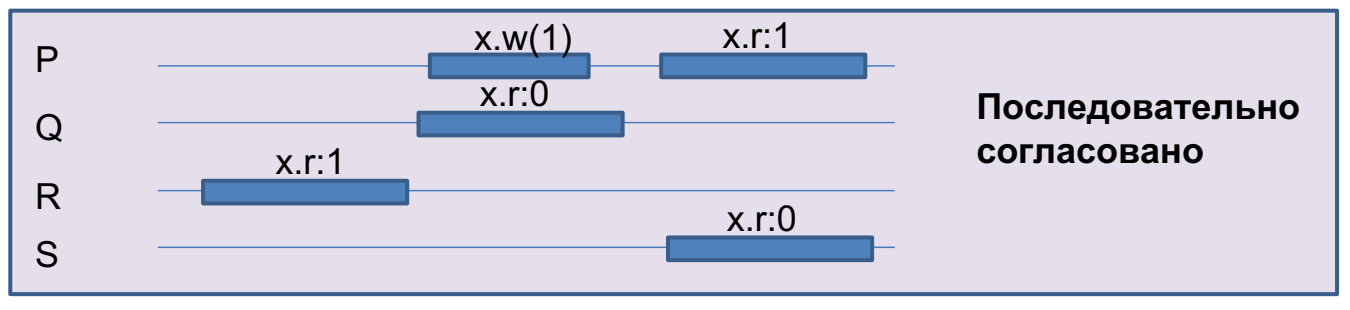 x.w(1) x.r:1
P
x.r:0
Q
Последовательно
согласовано
x.r:1
R
x.r:0
S